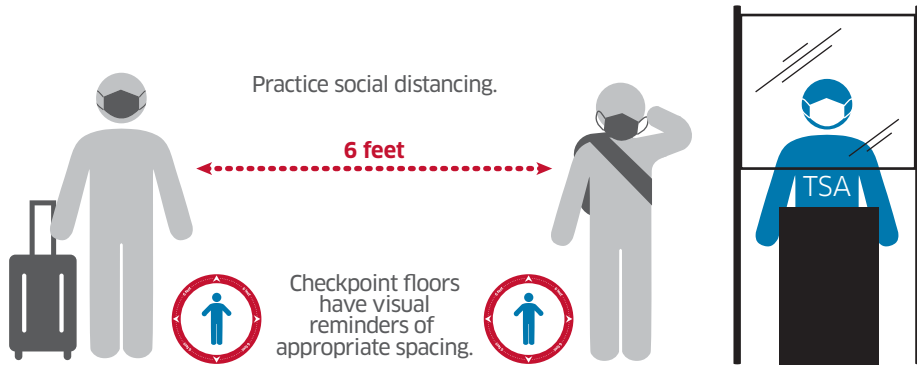 Practice social distancing.
6 feet
TSA
Checkpoint floors
have visual
reminders of
appropriate spacing.